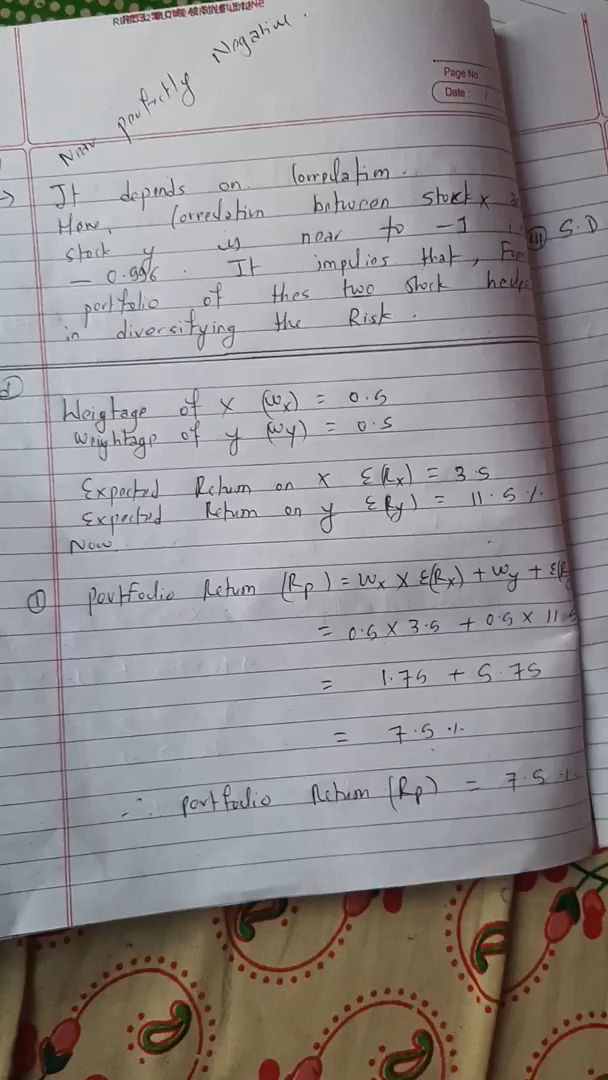 Near perfectly Negative.
Page No
Date : /
→ It depends on Correlation.
Here, Correlation between stock x
stock y is near to -1 i.
- 0.996. It implies that, For
portfolio of thes two stock helps
in diversifying the Risk.
III S.D
d
Weigtage of x (wx) = 0.5
Weightage of y (wy) = 0.5
Expected Return on x E(Rx) = 3.5
Expected Return on y E(Ry) = 11.5 %
Now
I Portfolio Return (Rp) = Wx x E(Rx) + Wy + E(R
= 0.5 x 3.5 + 0.5 x 11.5
= 1.75 + 5.75
= 7.5 %
∴ portfolio Return (Rp) = 7.5 %